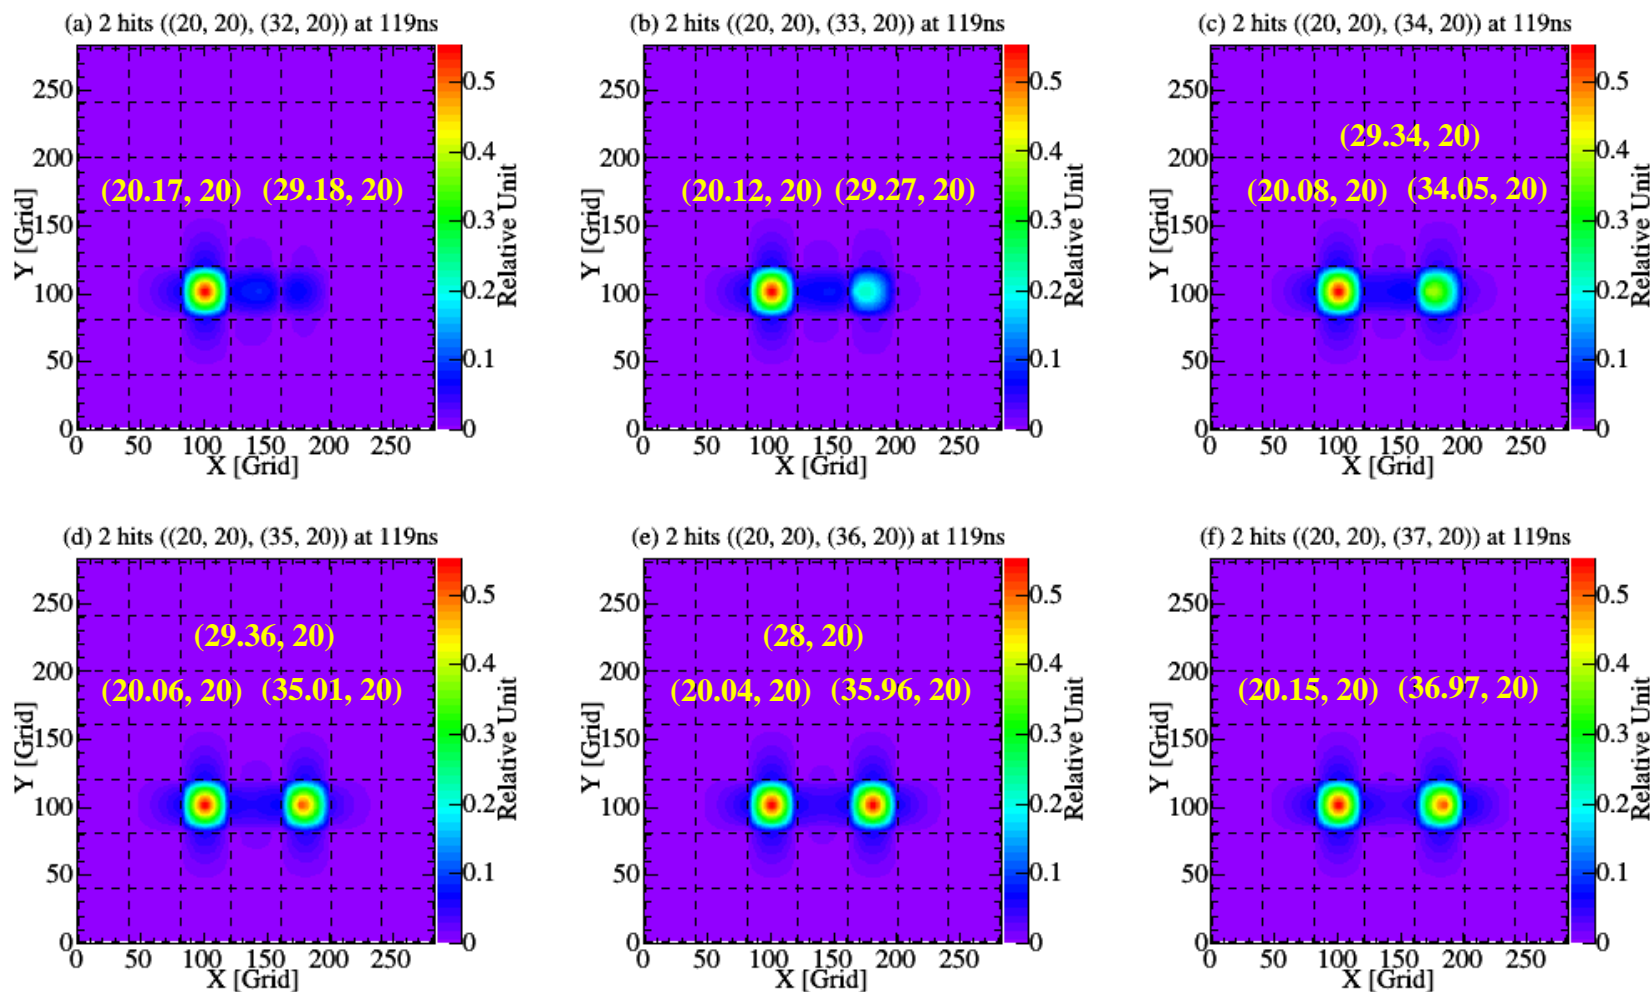 (a) 2 hits ((20, 20), (32, 20)) at 119ns
250
200
150
100
50
0
Y [Grid]
(20.17, 20) (29.18, 20)
0 50 100 150 200 250
X [Grid]
0.5
0.4
0.3
0.2
0.1
0
Relative Unit
(b) 2 hits ((20, 20), (33, 20)) at 119ns
250
200
150
100
50
0
Y [Grid]
(20.12, 20) (29.27, 20)
0 50 100 150 200 250
X [Grid]
0.5
0.4
0.3
0.2
0.1
0
Relative Unit
(c) 2 hits ((20, 20), (34, 20)) at 119ns
250
200
150
100
50
0
Y [Grid]
(29.34, 20)
(20.08, 20) (34.05, 20)
0 50 100 150 200 250
X [Grid]
0.5
0.4
0.3
0.2
0.1
0
Relative Unit
(d) 2 hits ((20, 20), (35, 20)) at 119ns
250
200
150
100
50
0
Y [Grid]
(29.36, 20)
(20.06, 20) (35.01, 20)
0 50 100 150 200 250
X [Grid]
0.5
0.4
0.3
0.2
0.1
0
Relative Unit
(e) 2 hits ((20, 20), (36, 20)) at 119ns
250
200
150
100
50
0
Y [Grid]
(28, 20)
(20.04, 20) (35.96, 20)
0 50 100 150 200 250
X [Grid]
0.5
0.4
0.3
0.2
0.1
0
Relative Unit
(f) 2 hits ((20, 20), (37, 20)) at 119ns
250
200
150
100
50
0
Y [Grid]
(20.15, 20) (36.97, 20)
0 50 100 150 200 250
X [Grid]
0.5
0.4
0.3
0.2
0.1
0
Relative Unit